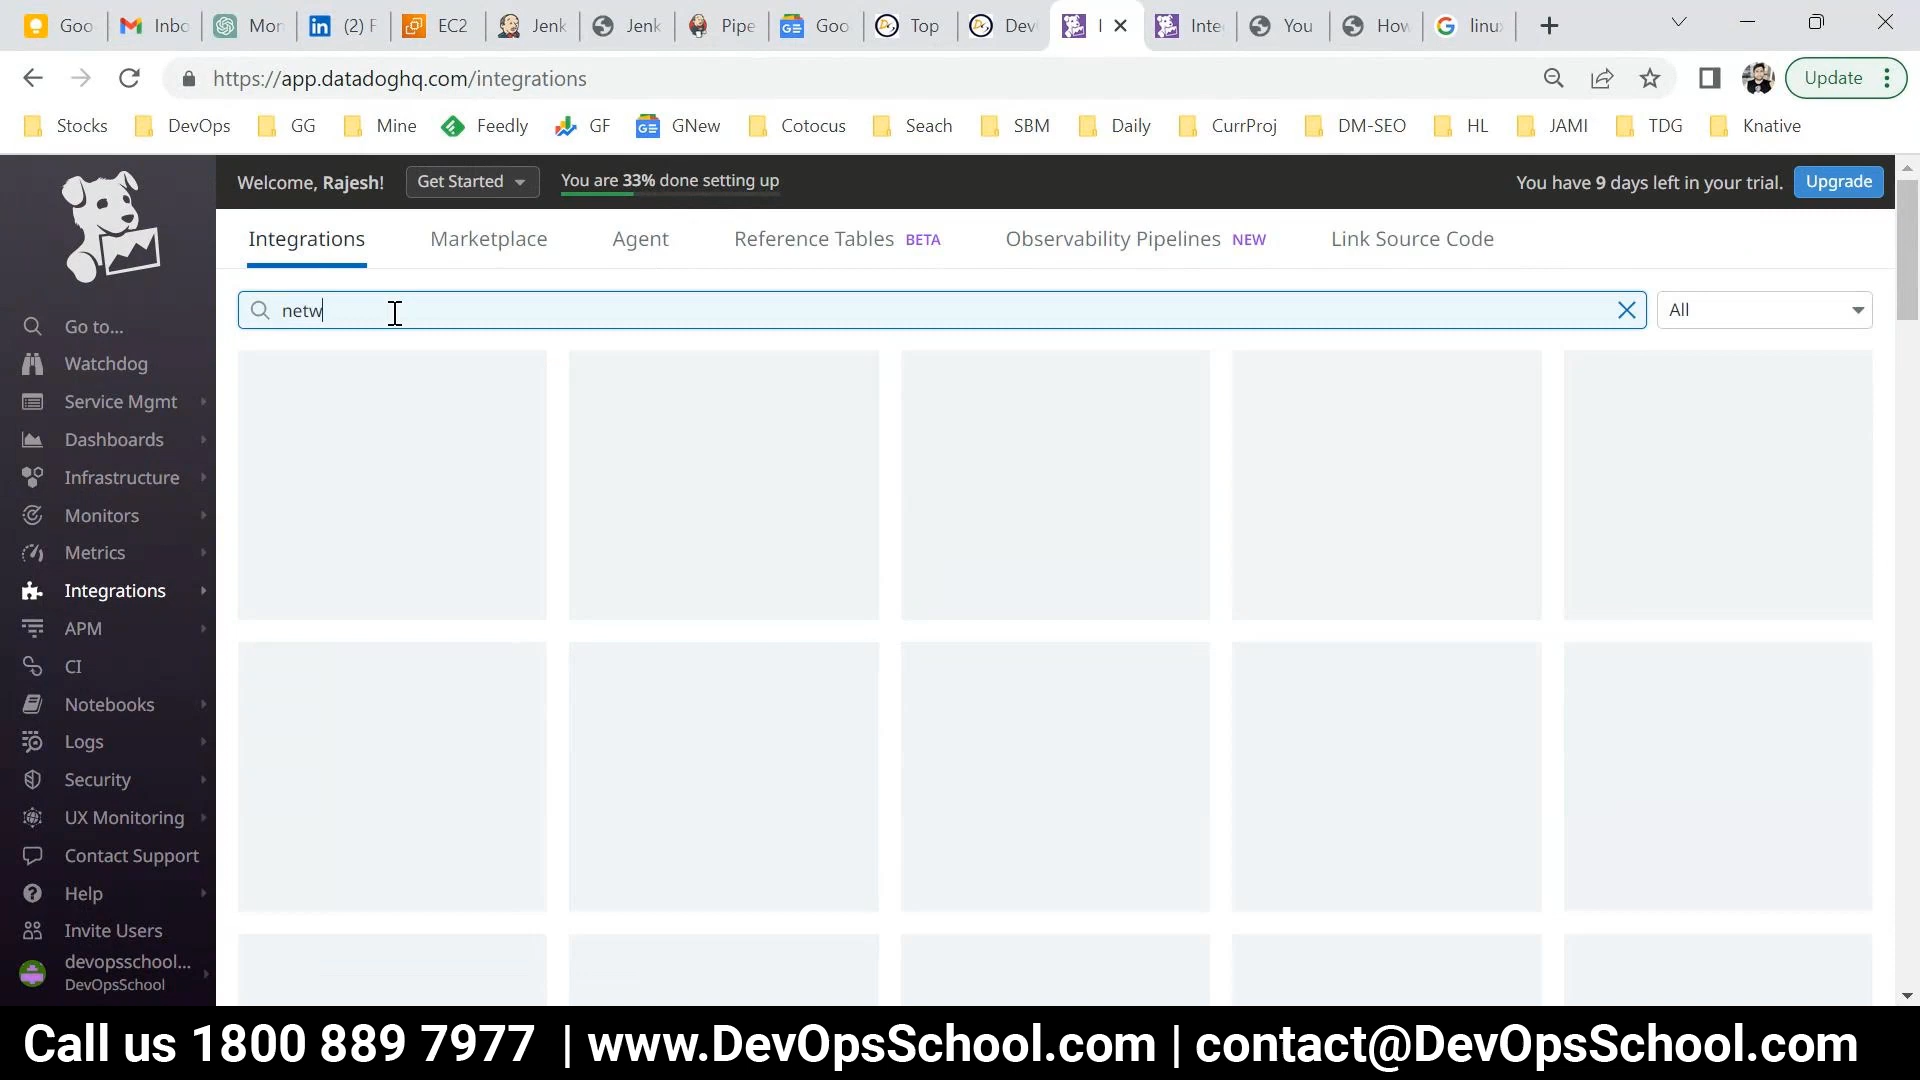 Goo
Inbo
Mon
(2) F
EC2
Jenk
Jenk
Pipe
Goo
Top
Dev
I
Inte
You
How
linu
https://app.datadoghq.com/integrations
Update
Stocks
DevOps
GG
Mine
Feedly
GF
GNew
Cotocus
Seach
SBM
Daily
CurrProj
DM-SEO
HL
JAMI
TDG
Knative
Welcome, Rajesh!
Get Started
You are 33% done setting up
You have 9 days left in your trial.
Upgrade
Integrations
Marketplace
Agent
Reference Tables BETA
Observability Pipelines NEW
Link Source Code
netw
All
Go to...
Watchdog
Service Mgmt
Dashboards
Infrastructure
Monitors
Metrics
Integrations
APM
CI
Notebooks
Logs
Security
UX Monitoring
Contact Support
Help
Invite Users
devopsschool...
DevOpsSchool
Call us 1800 889 7977 | www.DevOpsSchool.com | contact@DevOpsSchool.com